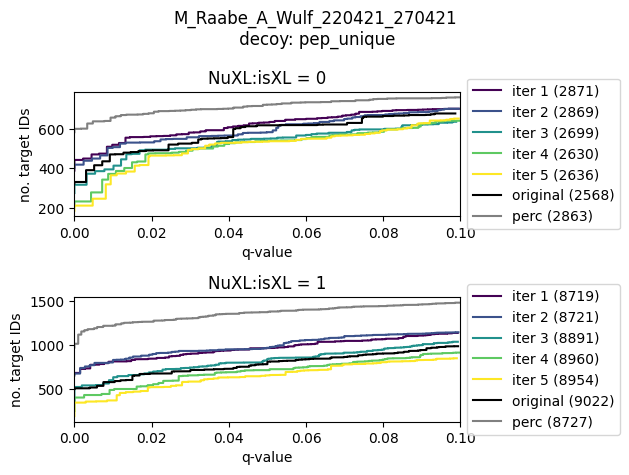 M_Raabe_A_Wulf_220421_270421
decoy: pep_unique
NuXL:isXL = 0
no. target IDs
600
400
200
0.00 0.02 0.04 0.06 0.08 0.10
q-value
iter 1 (2871)
iter 2 (2869)
iter 3 (2699)
iter 4 (2630)
iter 5 (2636)
original (2568)
perc (2863)
NuXL:isXL = 1
no. target IDs
1500
1000
500
0.00 0.02 0.04 0.06 0.08 0.10
q-value
iter 1 (8719)
iter 2 (8721)
iter 3 (8891)
iter 4 (8960)
iter 5 (8954)
original (9022)
perc (8727)